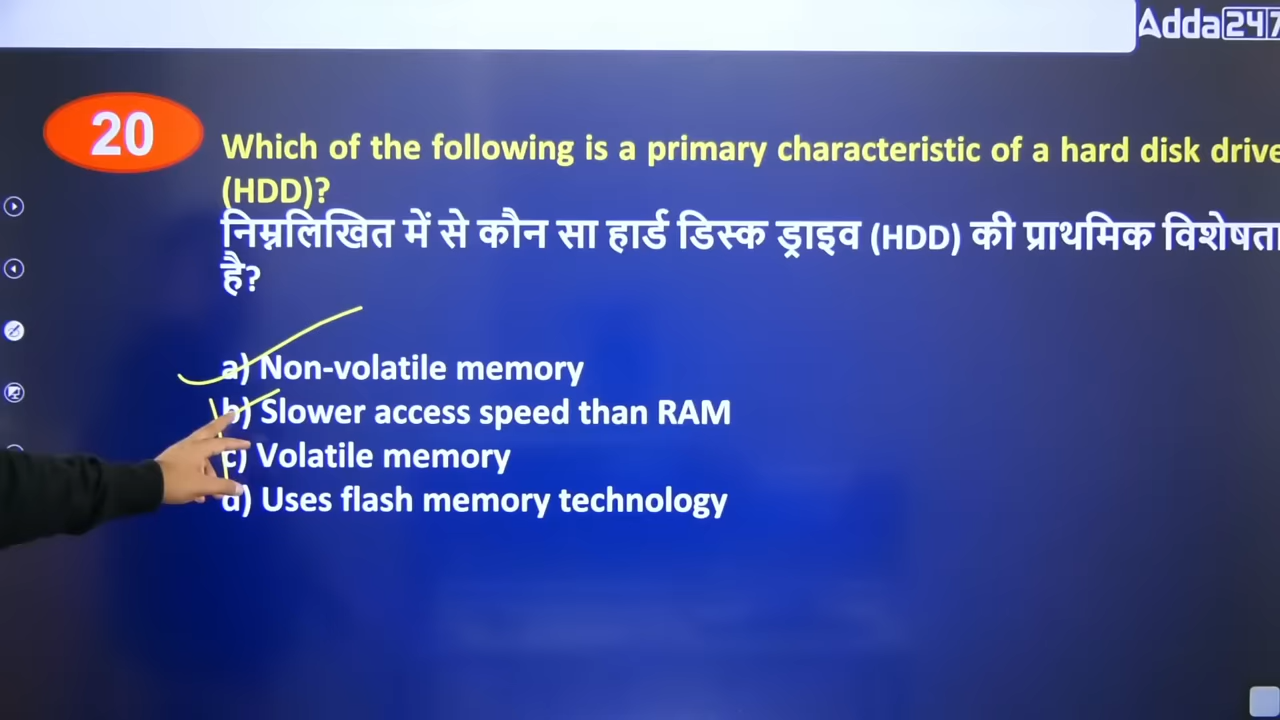 Adda247
20
Which of the following is a primary characteristic of a hard disk drive
(HDD)?
निम्नलिखित में से कौन सा हार्ड डिस्क ड्राइव (HDD) की प्राथमिक विशेषता
है?
a) Non-volatile memory
b) Slower access speed than RAM
c) Volatile memory
d) Uses flash memory technology